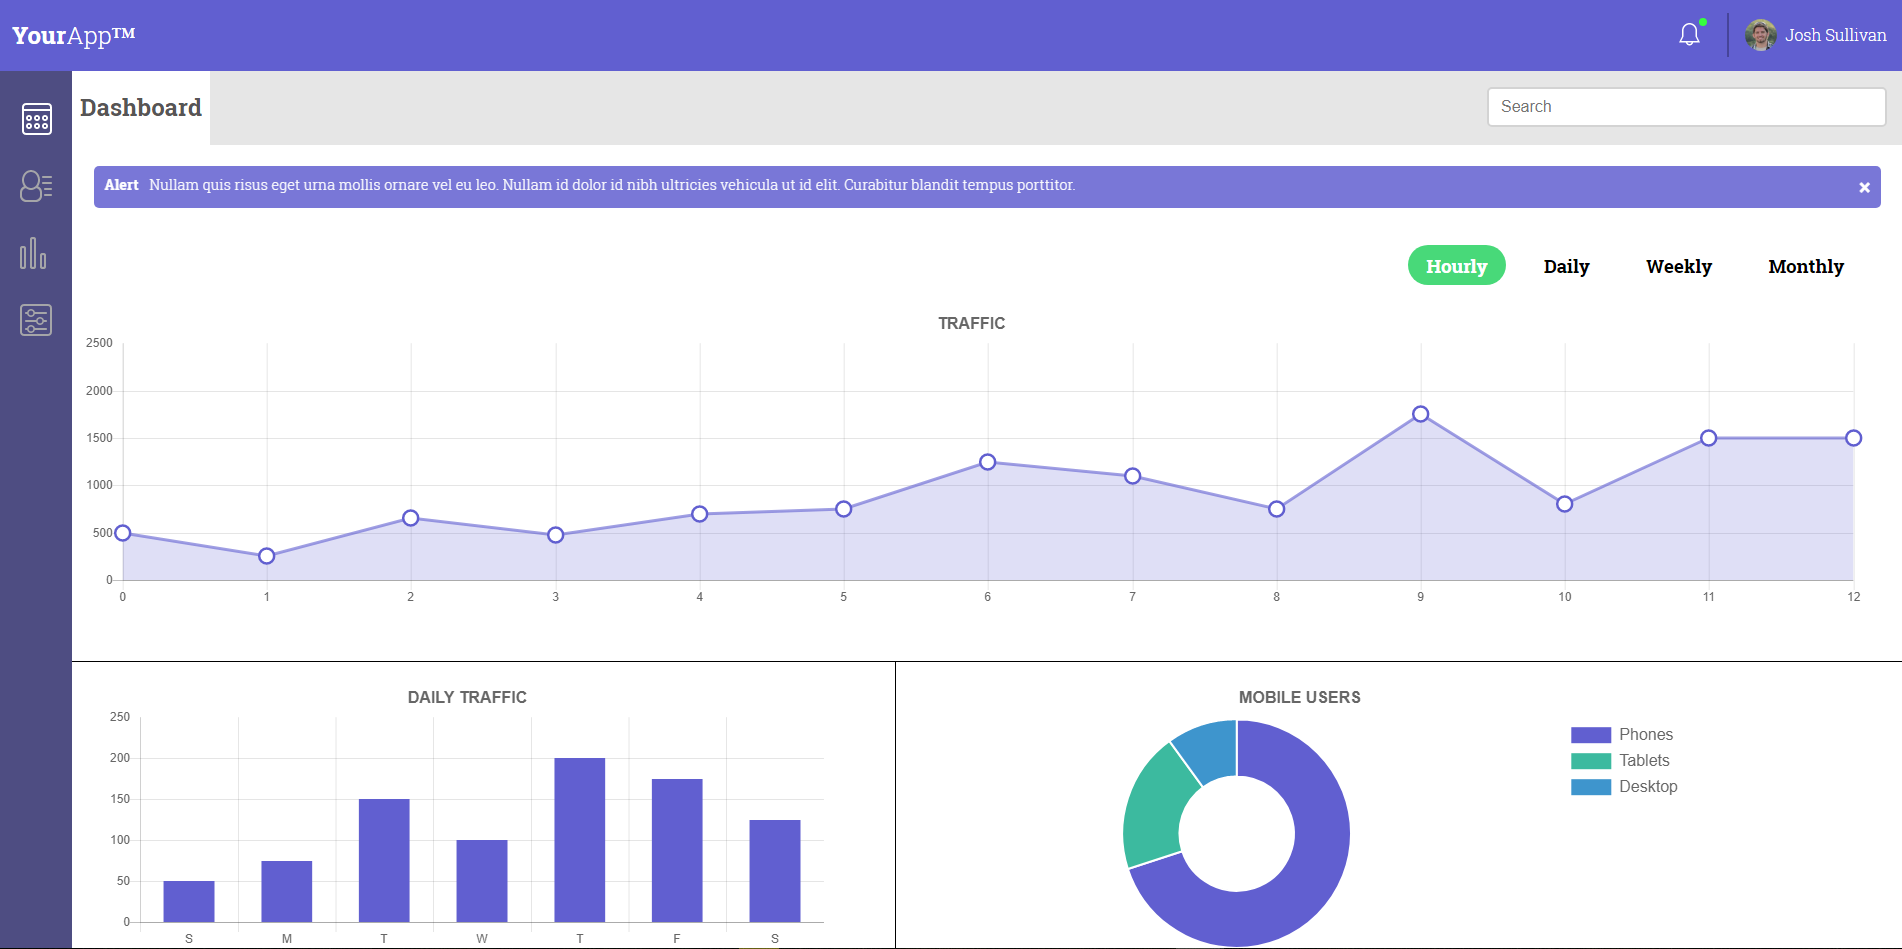 YourApp™
Josh Sullivan
Dashboard
Search
Alert Nullam quis risus eget urna mollis ornare vel eu leo. Nullam id dolor id nibh ultricies vehicula ut id elit. Curabitur blandit tempus porttitor.
×
Hourly Daily Weekly Monthly
TRAFFIC
2500
2000
1500
1000
500
0
0 1 2 3 4 5 6 7 8 9 10 11 12
DAILY TRAFFIC
250
200
150
100
50
0
S M T W T F S
MOBILE USERS
Phones
Tablets
Desktop